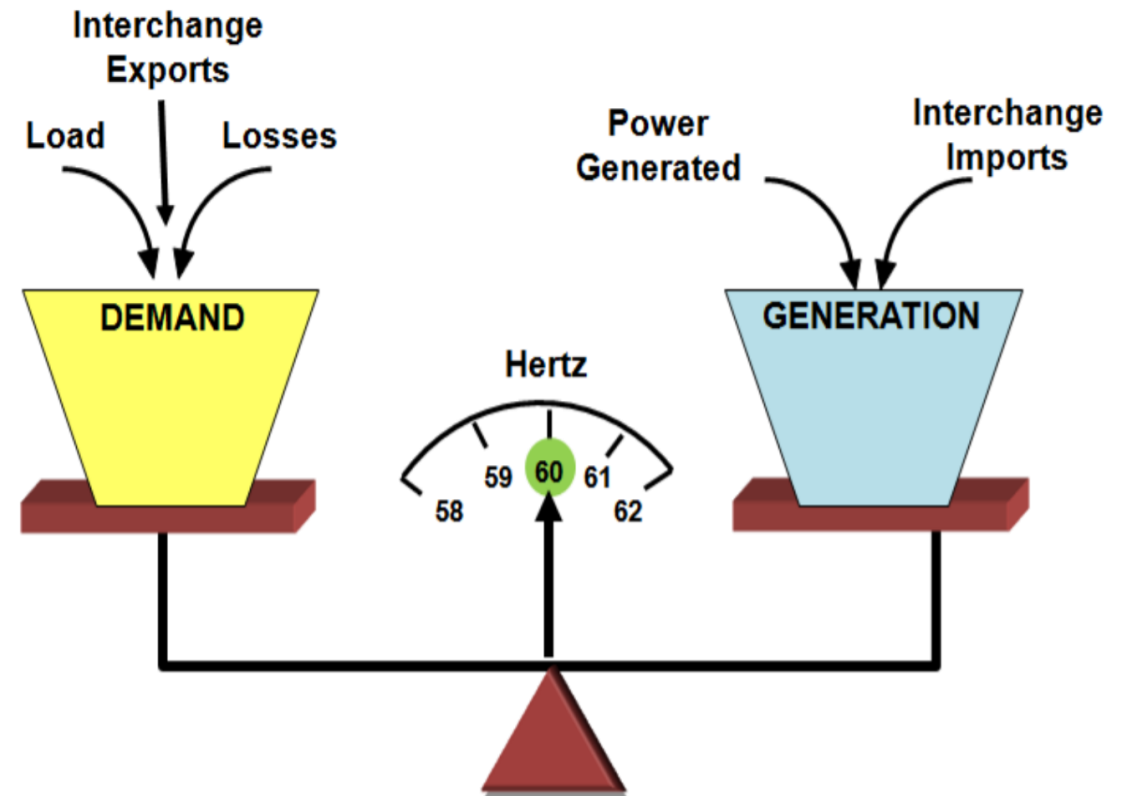 Interchange
Exports
Load
Losses
DEMAND
Power
Generated
Interchange
Imports
GENERATION
Hertz
58
59
60
61
62